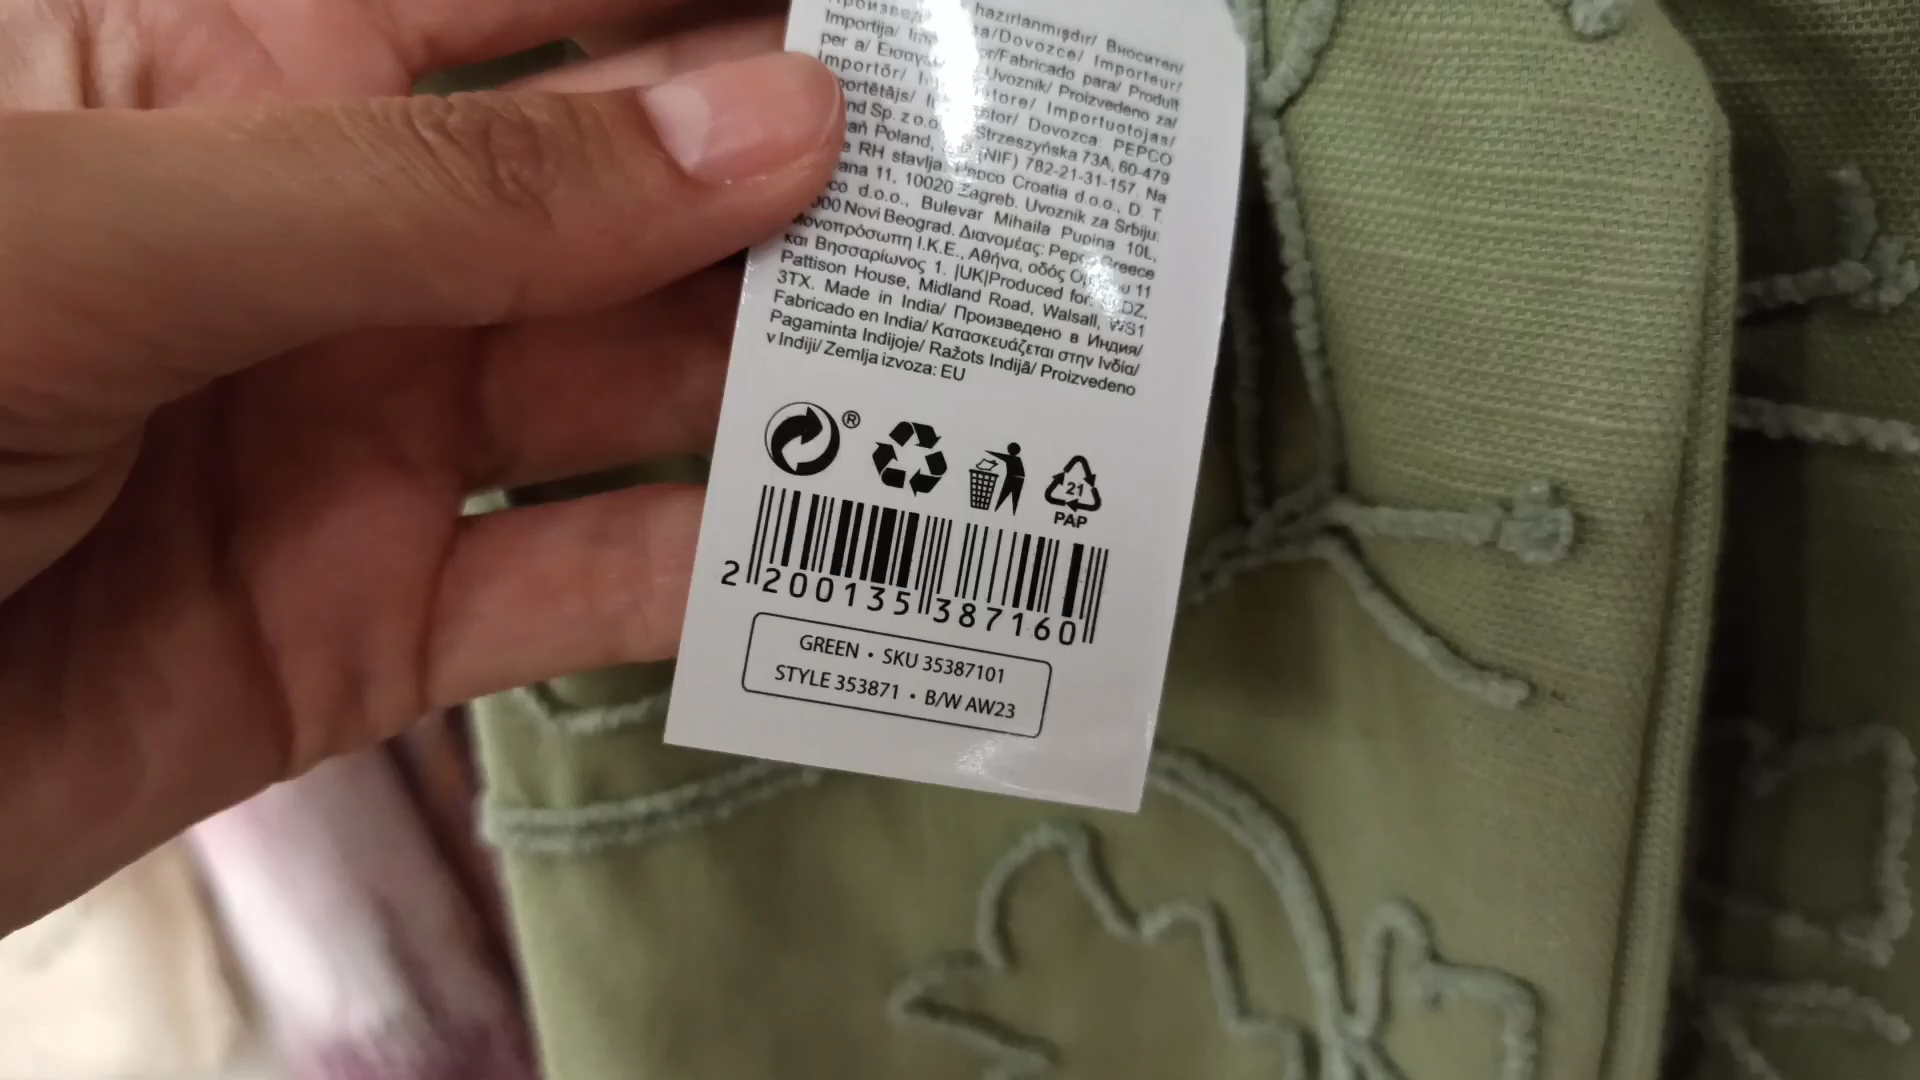 hazırlanmışdır/ Вносител/
Importija/ /Dovozce/ Importeur/
per a/ /Fabricado para/ Produit
Importőr/ Uvoznik/ Proizvedeno za/
Importuotojas/
Sp. z o.o. Dovozca: PEPCO
Poland, Strzeszyńska 73A, 60-479
(NIF) 782-21-31-157. Na
RH stavlja Pepco Croatia d.o.o., D. T.
11, 10020 Zagreb. Uvoznik za Srbiju:
d.o.o., Bulevar Mihaila Pupina 10L,
Novi Beograd. Διανομέας: Pepco Greece
Μονοπρόσωπη Ι.Κ.Ε., Αθήνα, οδός 11
και Βησσαρίωνος 1. |UK|Produced for:
Pattison House, Midland Road, Walsall, WS1
3TX. Made in India/ Произведено в Индия/
Fabricado en India/ Κατασκευάζεται στην Ινδία/
Pagaminta Indijoje/ Ražots Indijā/ Proizvedeno
v Indiji/ Zemlja izvoza: EU
®
21
PAP
2 200135 387160
GREEN • SKU 35387101
STYLE 353871 • B/W AW23